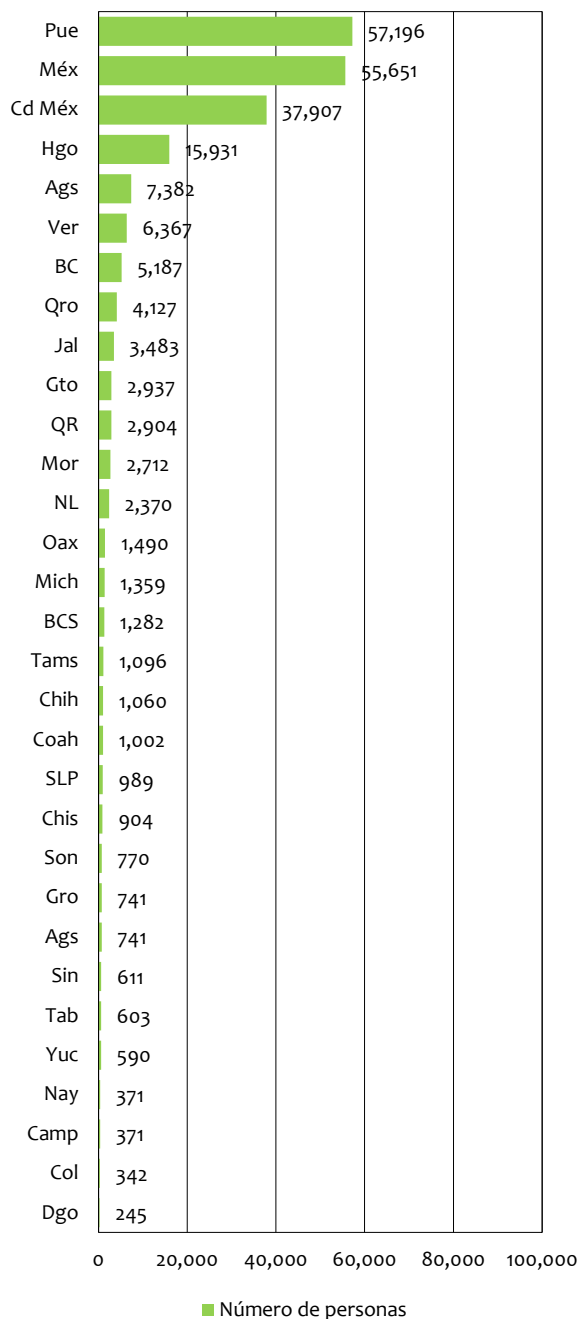 Pue 57,196
Méx 55,651
Cd Méx 37,907
Hgo 15,931
Ags 7,382
Ver 6,367
BC 5,187
Qro 4,127
Jal 3,483
Gto 2,937
QR 2,904
Mor 2,712
NL 2,370
Oax 1,490
Mich 1,359
BCS 1,282
Tams 1,096
Chih 1,060
Coah 1,002
SLP 989
Chis 904
Son 770
Gro 741
Ags 741
Sin 611
Tab 603
Yuc 590
Nay 371
Camp 371
Col 342
Dgo 245
0 20,000 40,000 60,000 80,000 100,000
Número de personas